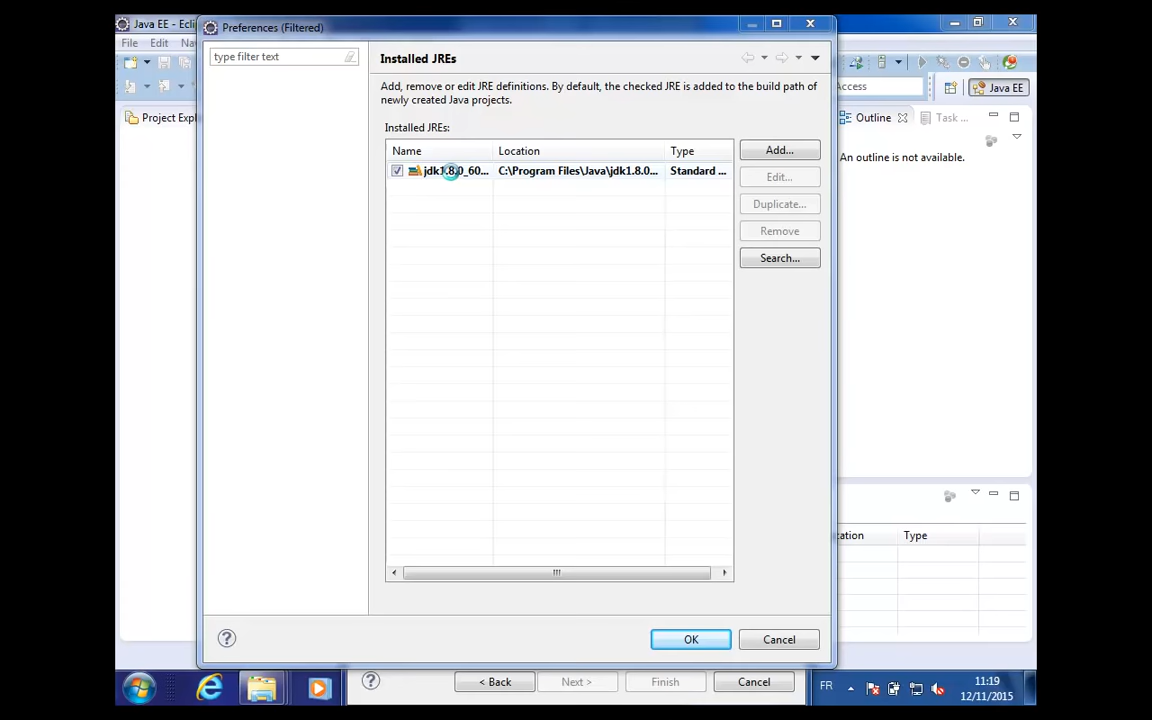 Java EE - Ecli
Preferences (Filtered)
File Edit Na
type filter text
Installed JREs
Access
Java EE
Add, remove or edit JRE definitions. By default, the checked JRE is added to the build path of
newly created Java projects.
Project Expl
Outline
Task ...
Installed JREs:
Name Location Type
Add...
An outline is not available.
jdk1.8.0_60... C:\Program Files\Java\jdk1.8.0... Standard ...
Edit...
Duplicate...
Remove
Search...
cation Type
OK Cancel
< Back Next > Finish Cancel
FR
11:19
12/11/2015